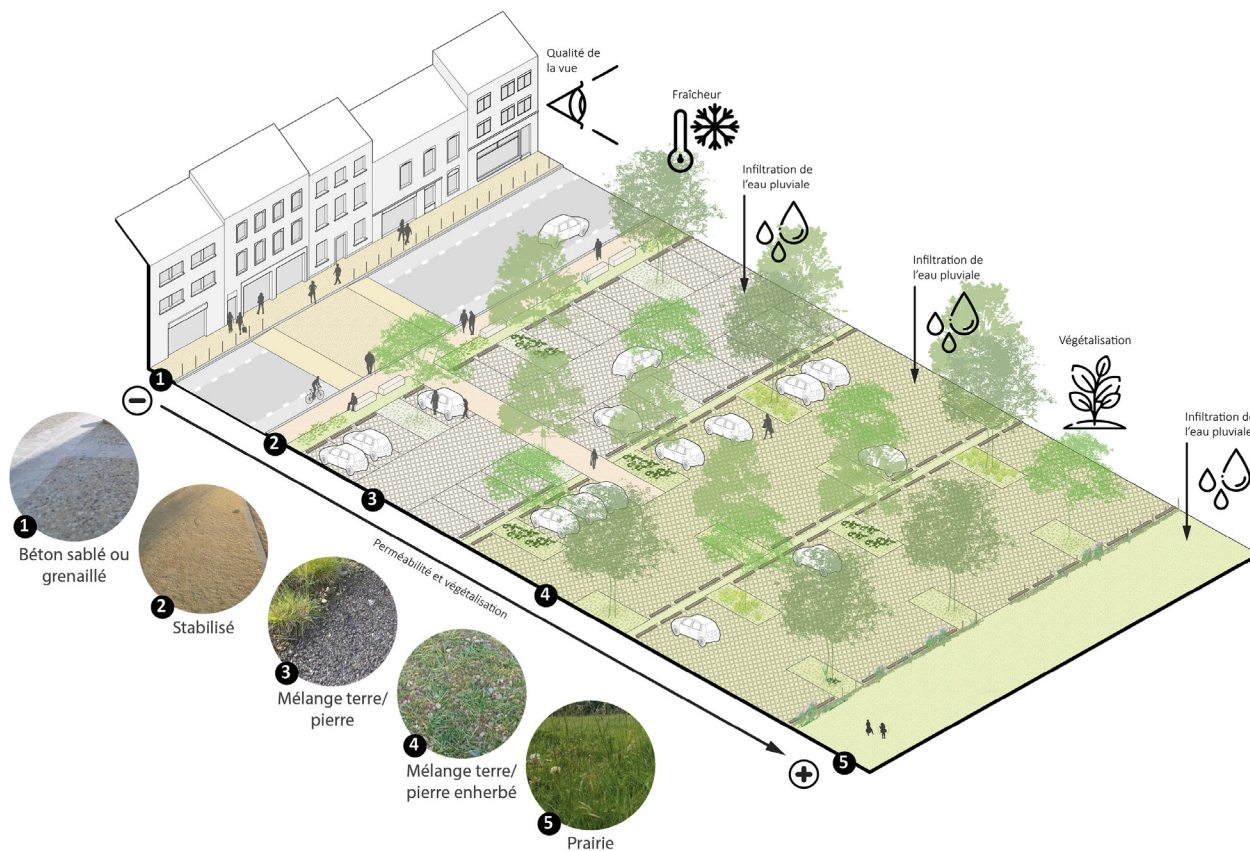 Qualité de
la vue
Fraîcheur
Infiltration de
l'eau pluviale
Infiltration de
l'eau pluviale
Végétalisation
Infiltration de
l'eau pluviale
1
2
3
4
5
Perméabilité et végétalisation
1
Béton sablé ou
grenaillé
2
Stabilisé
3
Mélange terre/
pierre
4
Mélange terre/
pierre enherbé
5
Prairie